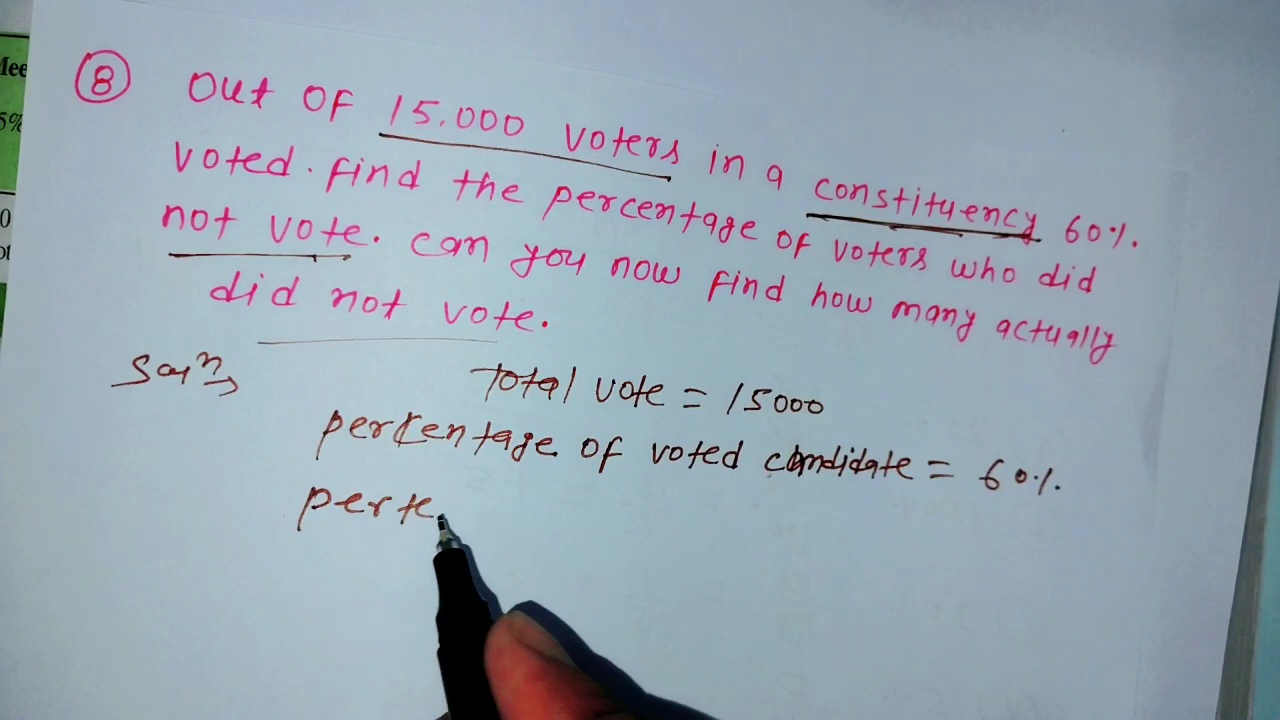 8 Out OF 15.000 voters in a constituency 60%.
voted. find the percentage of voters who did
not vote. can you now find how many actually
did not vote.
Total vote = 15000
percentage of voted candidate = 60%.
perte
5%
0